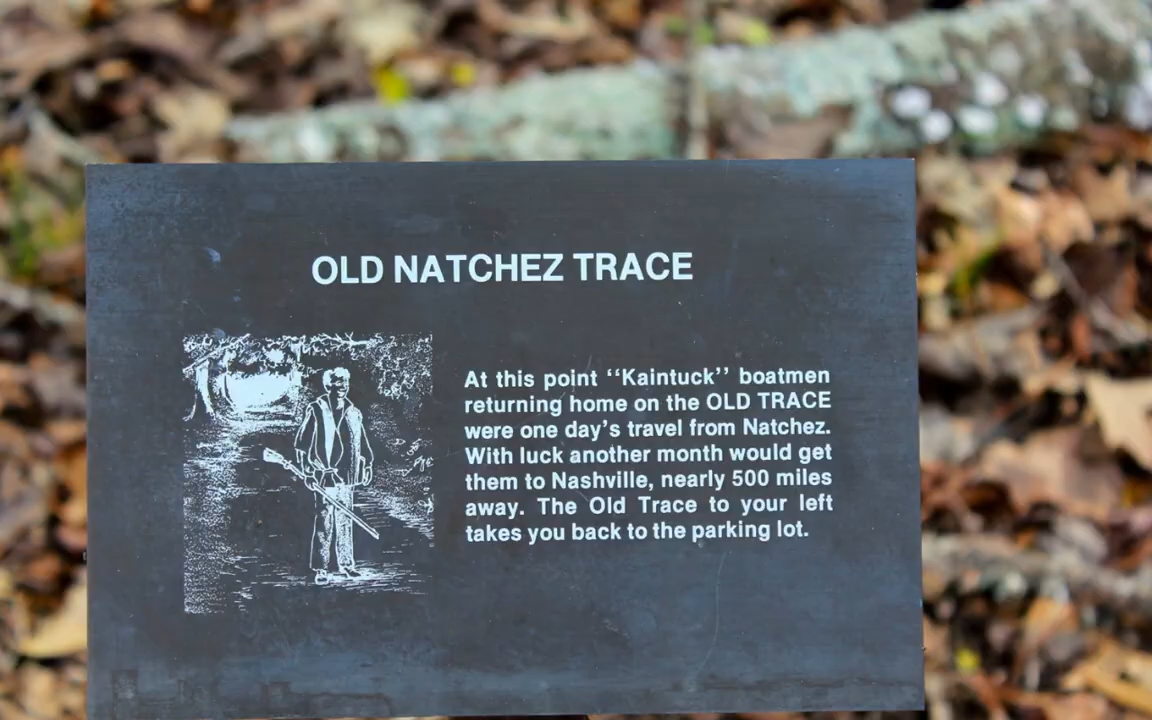 OLD NATCHEZ TRACE
At this point ‘‘Kaintuck’’ boatmen
returning home on the OLD TRACE
were one day’s travel from Natchez.
With luck another month would get
them to Nashville, nearly 500 miles
away. The Old Trace to your left
takes you back to the parking lot.